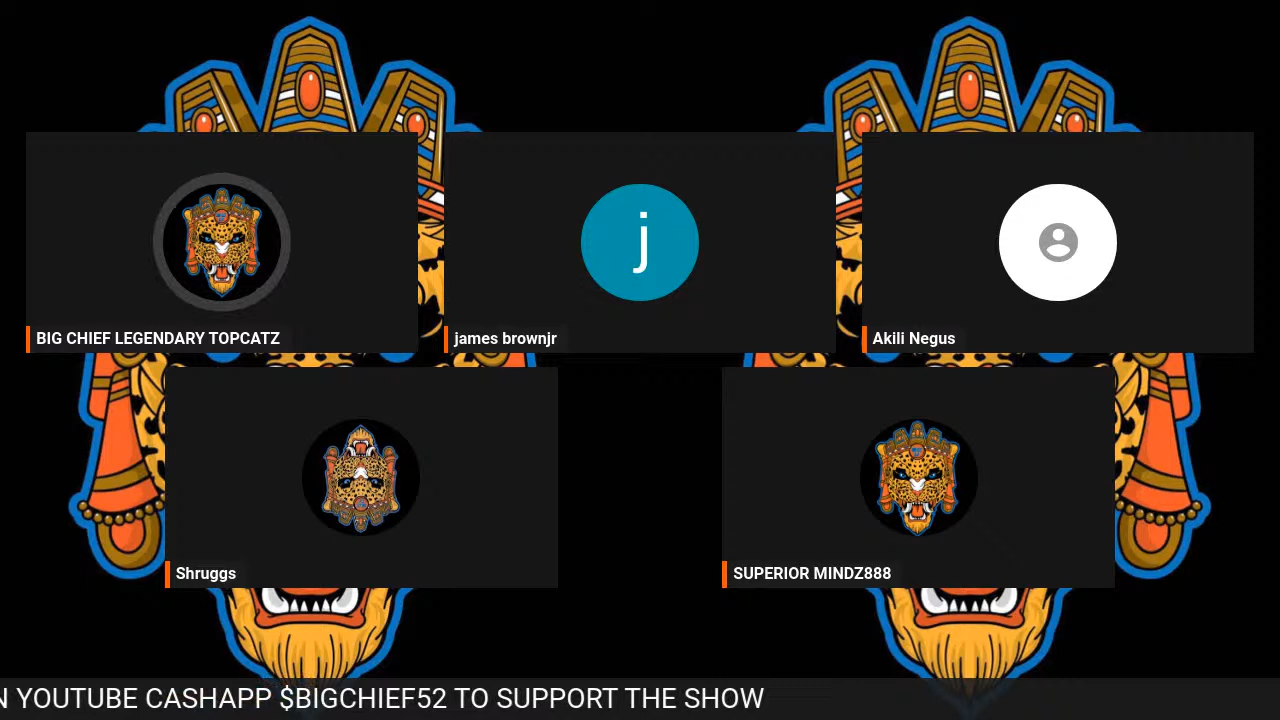 j
BIG CHIEF LEGENDARY TOPCATZ
james brownjr
Akili Negus
Shruggs
SUPERIOR MINDZ888
N YOUTUBE CASHAPP $BIGCHIEF52 TO SUPPORT THE SHOW